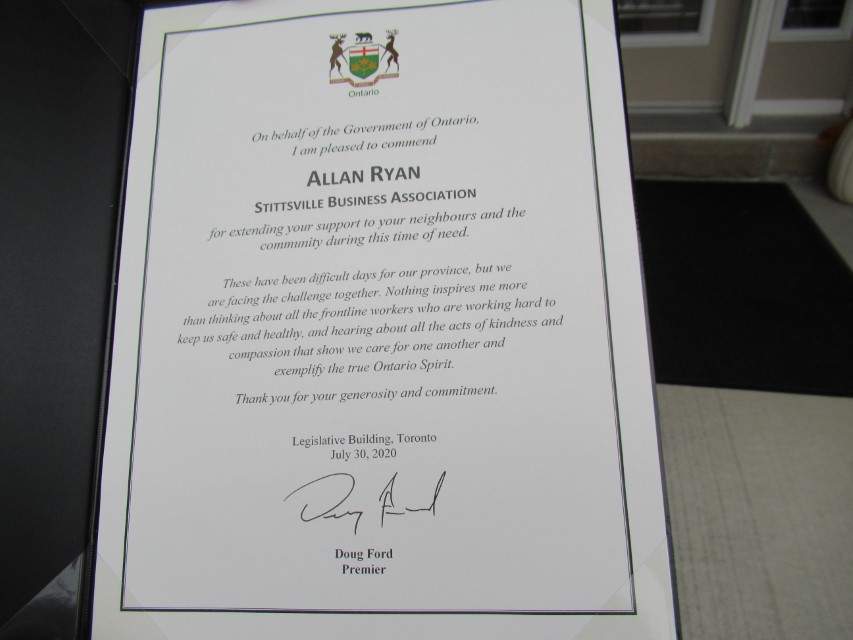 Ontario
On behalf of the Government of Ontario,
I am pleased to commend
ALLAN RYAN
STITTSVILLE BUSINESS ASSOCIATION
for extending your support to your neighbours and the
community during this time of need.
These have been difficult days for our province, but we
are facing the challenge together. Nothing inspires me more
than thinking about all the frontline workers who are working hard to
keep us safe and healthy, and hearing about all the acts of kindness and
compassion that show we care for one another and
exemplify the true Ontario Spirit.
Thank you for your generosity and commitment.
Legislative Building, Toronto
July 30, 2020
Doug Ford
Doug Ford
Premier